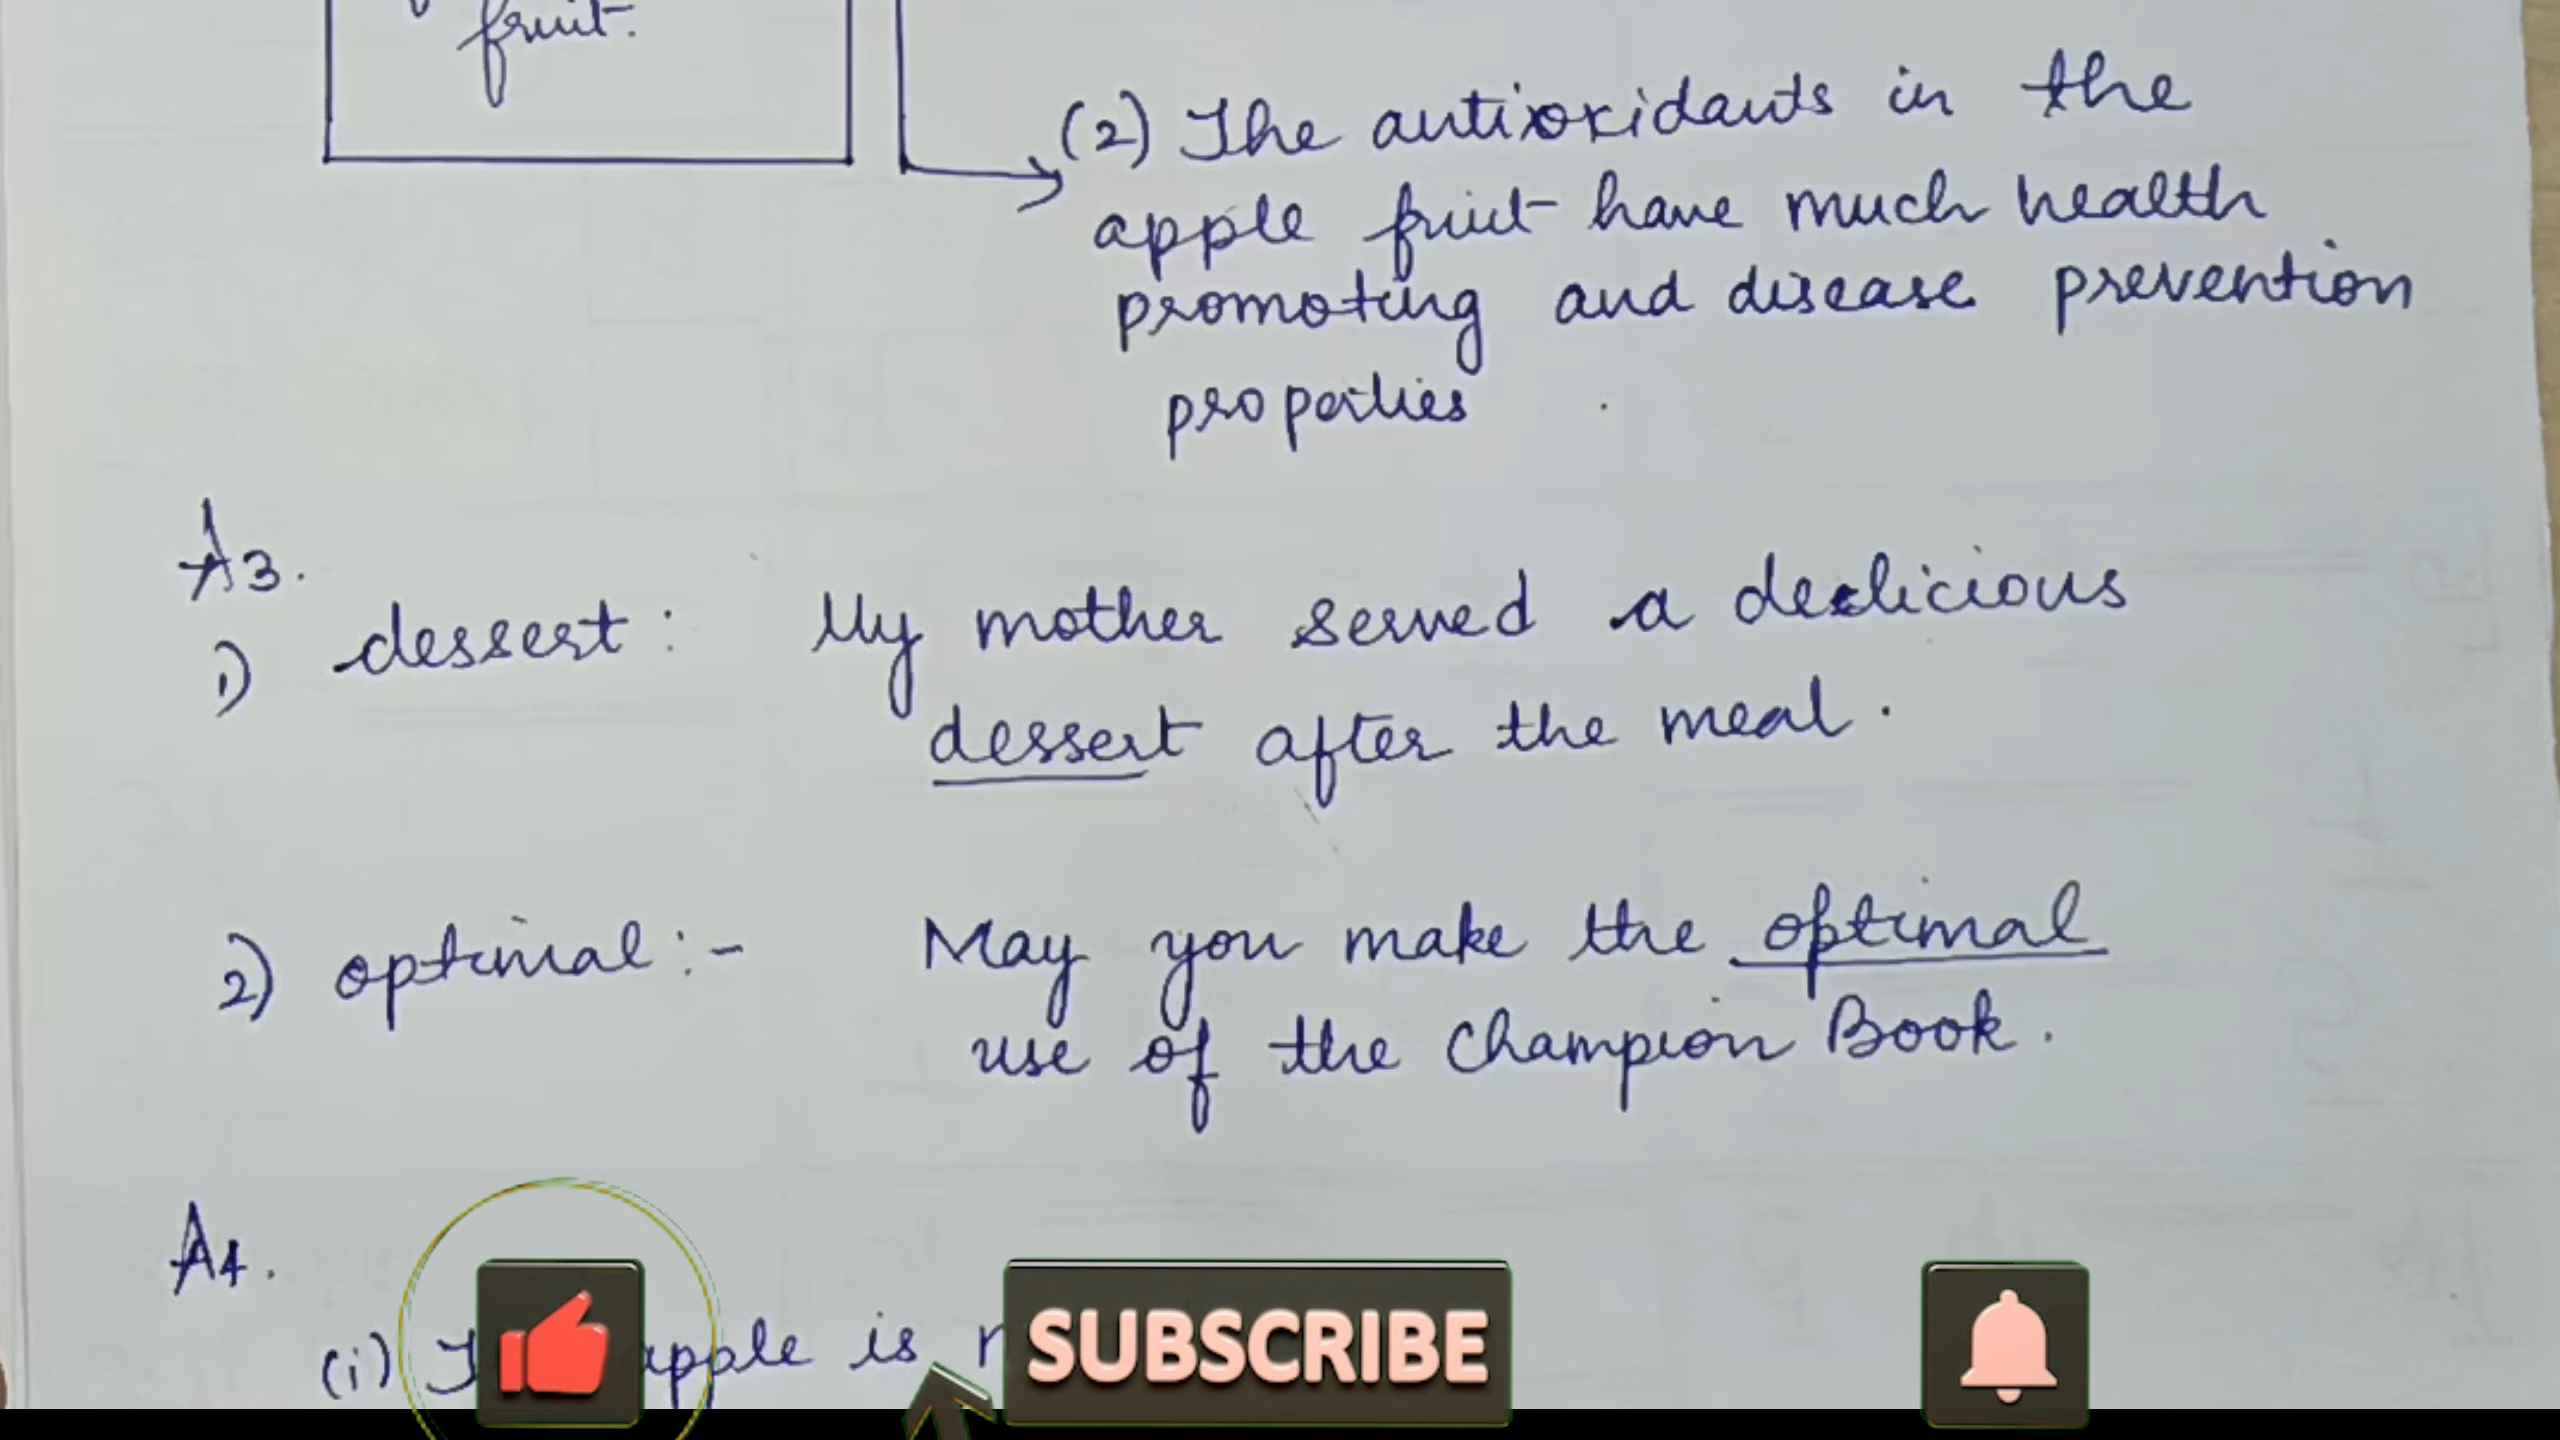 fruit.
(2) The antioxidants in the
apple fruit have much health
promoting and disease prevention
properties .
A3.
1) dessert : My mother served a delicious
dessert after the meal.
2) optimal :- May you make the optimal
use of the Champion Book.
A4.
(i) apple is
SUBSCRIBE